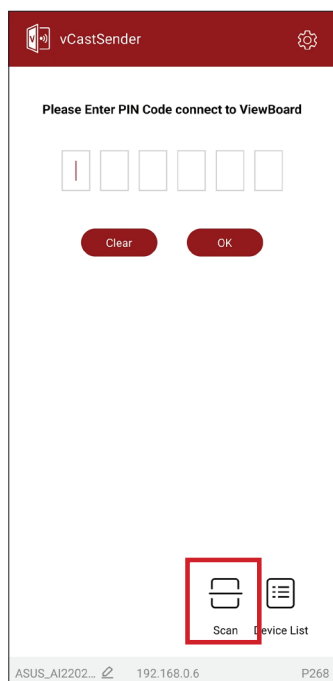 vCastSender
Please Enter PIN Code connect to ViewBoard
Clear OK
Scan Device List
ASUS_AI2202... 192.168.0.6 P268